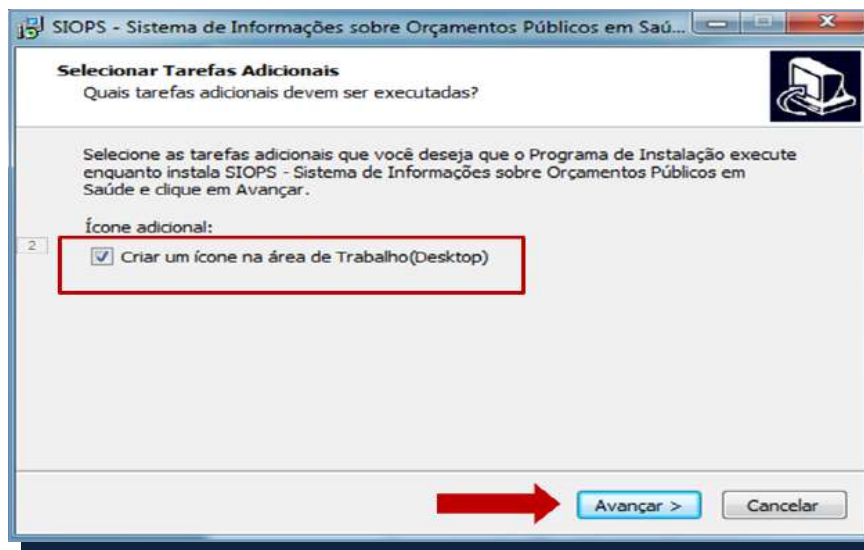 SIOPS - Sistema de Informações sobre Orçamentos Públicos em Saú...
Selecionar Tarefas Adicionais
Quais tarefas adicionais devem ser executadas?
Selecione as tarefas adicionais que você deseja que o Programa de Instalação execute
enquanto instala SIOPS - Sistema de Informações sobre Orçamentos Públicos em
Saúde e clique em Avançar.
Ícone adicional:
2
Criar um ícone na área de Trabalho(Desktop)
Avançar >
Cancelar